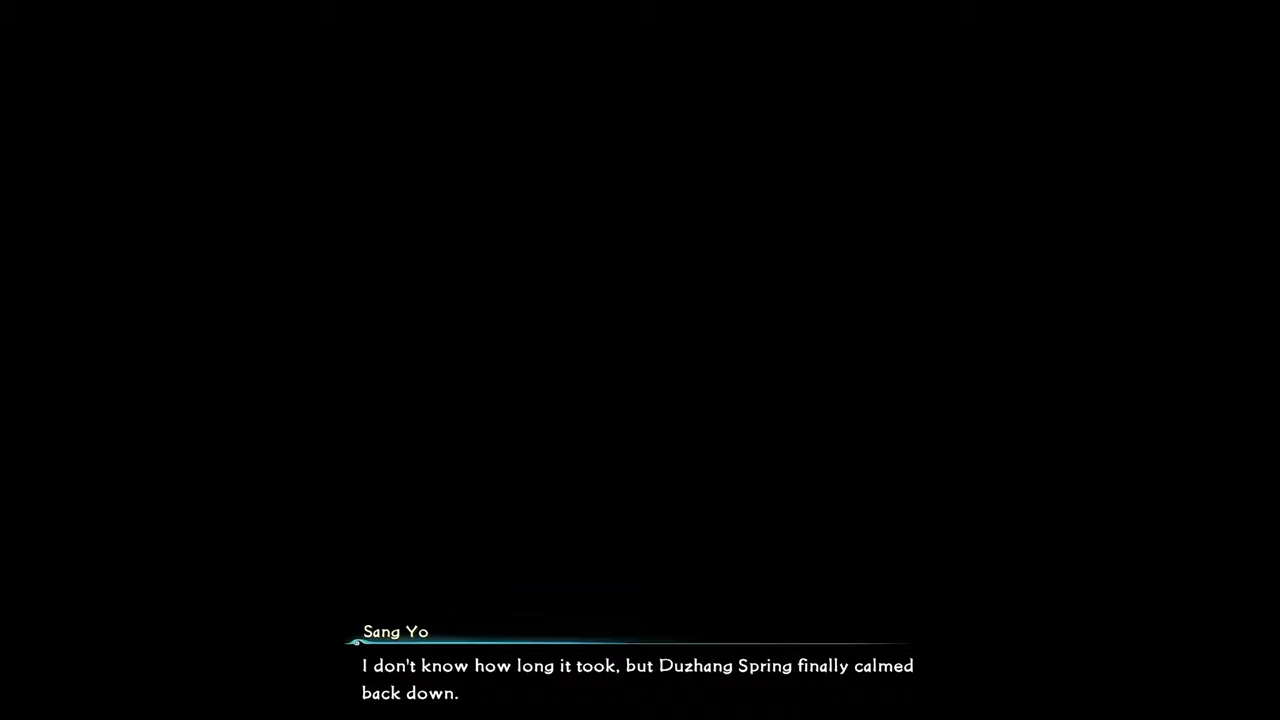 Sang Yo
I don't know how long it took, but Duzhang Spring finally calmed
back down.